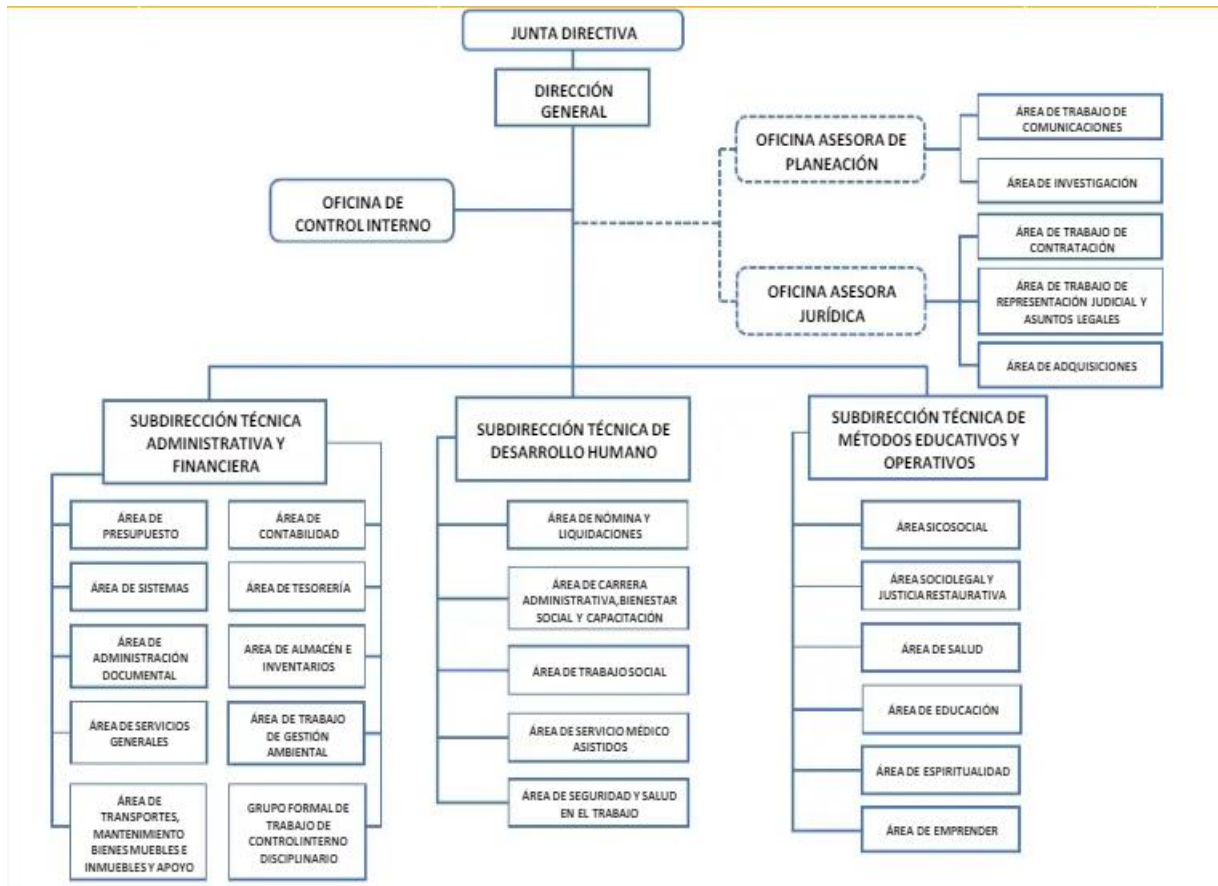 JUNTA DIRECTIVA
DIRECCIÓN
GENERAL
OFICINA DE
CONTROL INTERNO
OFICINA ASESORA DE
PLANEACIÓN
ÁREA DE TRABAJO DE
COMUNICACIONES
ÁREA DE INVESTIGACIÓN
OFICINA ASESORA
JURÍDICA
ÁREA DE TRABAJO DE
CONTRATACIÓN
ÁREA DE TRABAJO DE
REPRESENTACIÓN JUDICIAL Y
ASUNTOS LEGALES
ÁREA DE ADQUISICIONES
SUBDIRECCIÓN TÉCNICA
ADMINISTRATIVA Y
FINANCIERA
ÁREA DE
PRESUPUESTO
ÁREA DE
CONTABILIDAD
ÁREA DE SISTEMAS
ÁREA DE TESORERÍA
ÁREA DE
ADMINISTRACIÓN
DOCUMENTAL
AREA DE ALMACÉN E
INVENTARIOS
ÁREA DE SERVICIOS
GENERALES
ÁREA DE TRABAJO
DE GESTIÓN
AMBIENTAL
ÁREA DE
TRANSPORTES,
MANTENIMIENTO
BIENES MUEBLES E
INMUEBLES Y APOYO
GRUPO FORMAL DE
TRABAJO DE
CONTROL INTERNO
DISCIPLINARIO
SUBDIRECCIÓN TÉCNICA DE
DESARROLLO HUMANO
ÁREA DE NÓMINA Y
LIQUIDACIONES
ÁREA DE CARRERA
ADMINISTRATIVA, BIENESTAR
SOCIAL Y CAPACITACIÓN
ÁREA DE TRABAJO SOCIAL
ÁREA DE SERVICIO MÉDICO
ASISTIDOS
ÁREA DE SEGURIDAD Y SALUD
EN EL TRABAJO
SUBDIRECCIÓN TÉCNICA DE
MÉTODOS EDUCATIVOS Y
OPERATIVOS
ÁREA SICOSOCIAL
ÁREA SOCIOLEGAL Y
JUSTICIA RESTAURATIVA
ÁREA DE SALUD
ÁREA DE EDUCACIÓN
ÁREA DE ESPIRITUALIDAD
ÁREA DE EMPRENDER